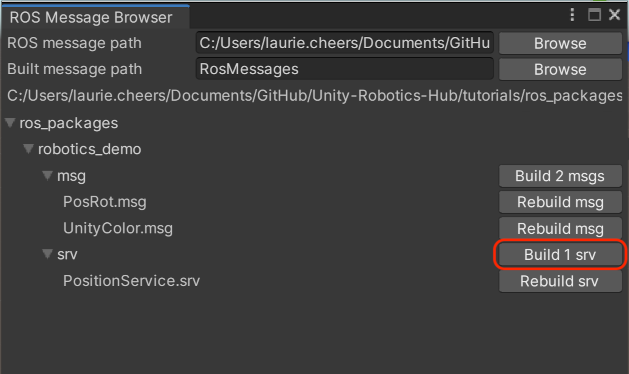 ROS Message Browser
ROS message path C:/Users/laurie.cheers/Documents/GitHu Browse
Built message path RosMessages Browse
C:/Users/laurie.cheers/Documents/GitHub/Unity-Robotics-Hub/tutorials/ros_packages
ros_packages
robotics_demo
msg Build 2 msgs
PosRot.msg Rebuild msg
UnityColor.msg Rebuild msg
srv Build 1 srv
PositionService.srv Rebuild srv